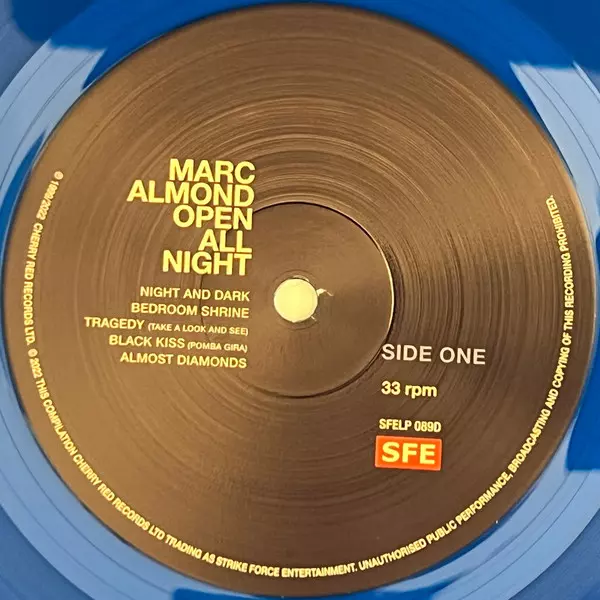 MARC
ALMOND
OPEN
ALL
NIGHT
NIGHT AND DARK
BEDROOM SHRINE
TRAGEDY (TAKE A LOOK AND SEE)
BLACK KISS (POMBA GIRA)
ALMOST DIAMONDS
SIDE ONE
33 rpm
SFELP 089D
SFE
℗ 1999/2022 CHERRY RED RECORDS LTD. © 2022 THIS COMPILATION CHERRY RED RECORDS LTD TRADING AS STRIKE FORCE ENTERTAINMENT. UNAUTHORISED PUBLIC PERFORMANCE, BROADCASTING AND COPYING OF THIS RECORDING PROHIBITED.